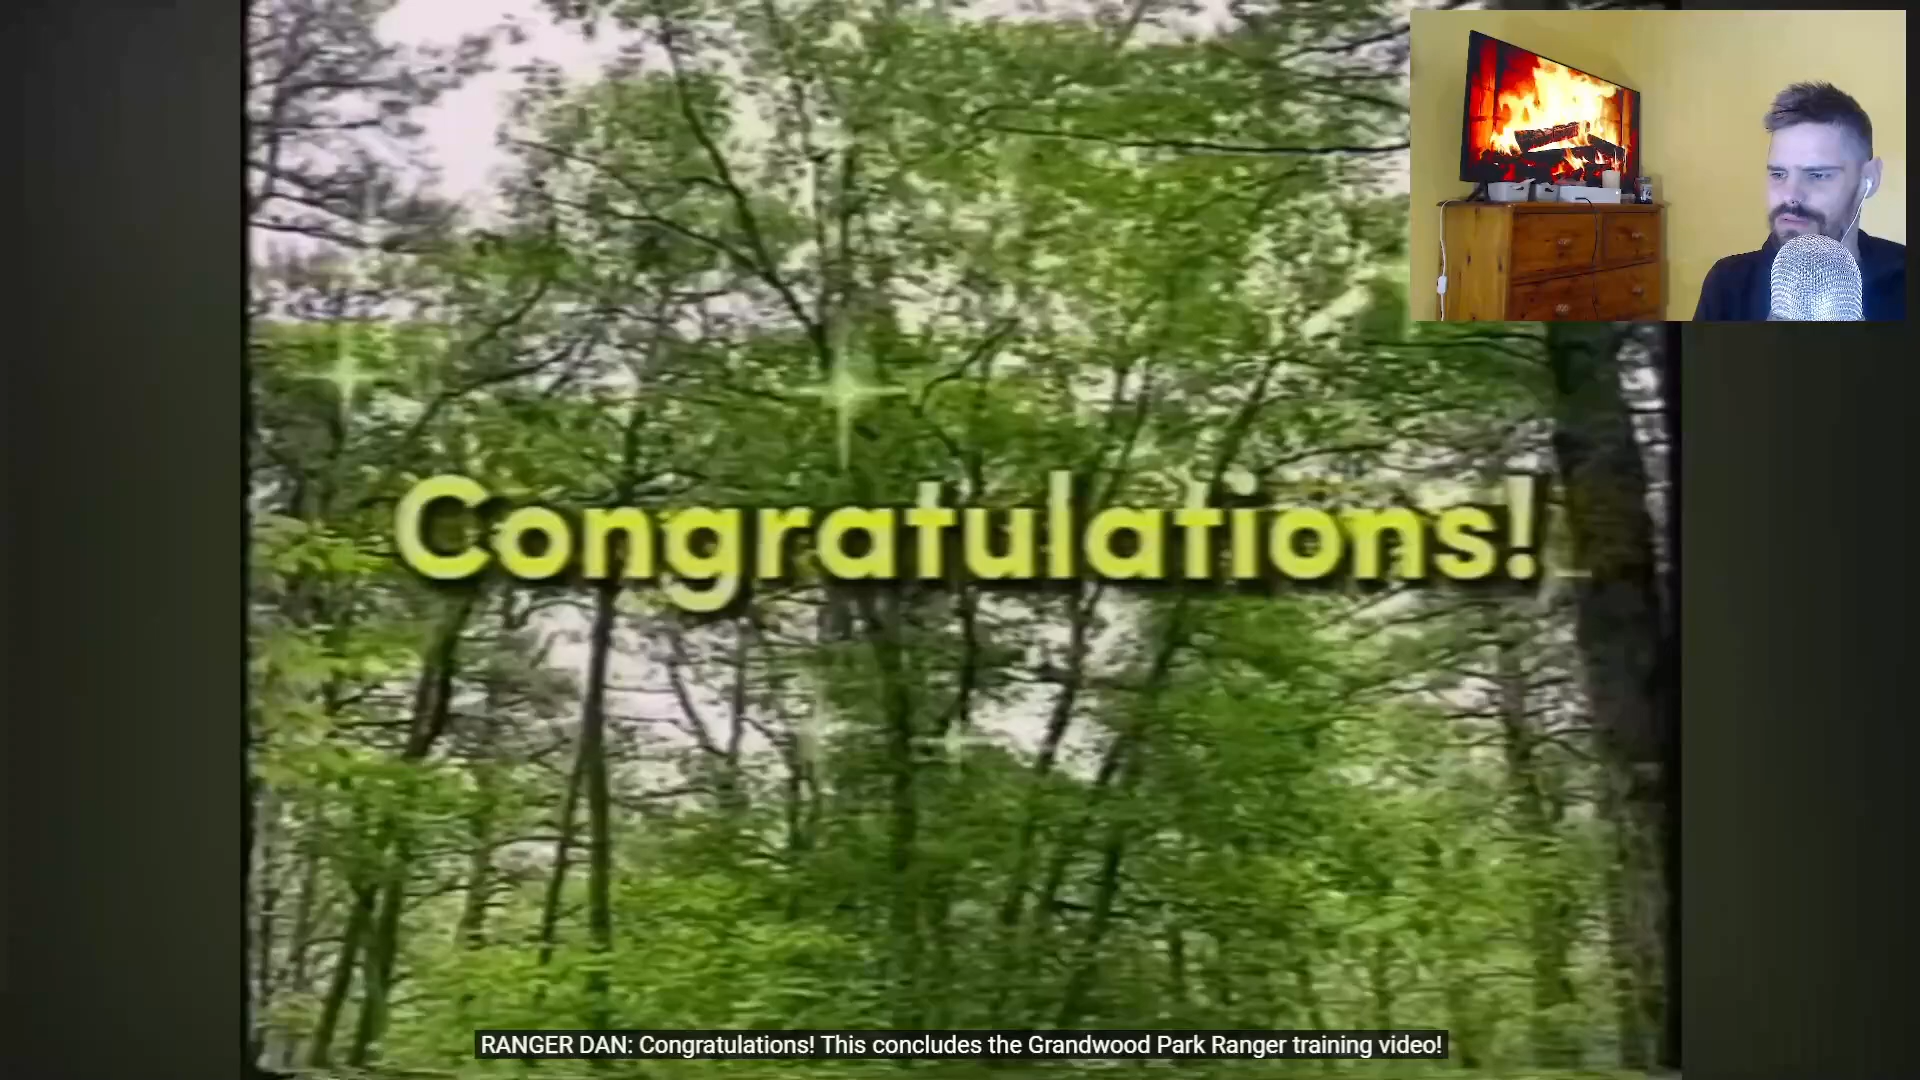 Congratulations!
RANGER DAN: Congratulations! This concludes the Grandwood Park Ranger training video!